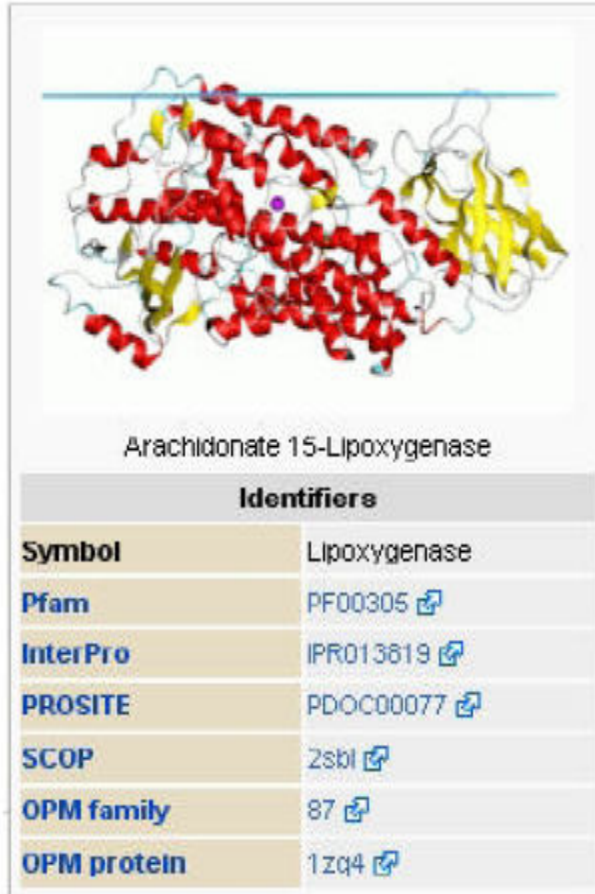 Arachidonate 15-Lipoxygenase
Identifiers
Symbol Lipoxygenase
Pfam PF00305
InterPro IPR013819
PROSITE PDOC00077
SCOP 2sbl
OPM family 87
OPM protein 1zq4